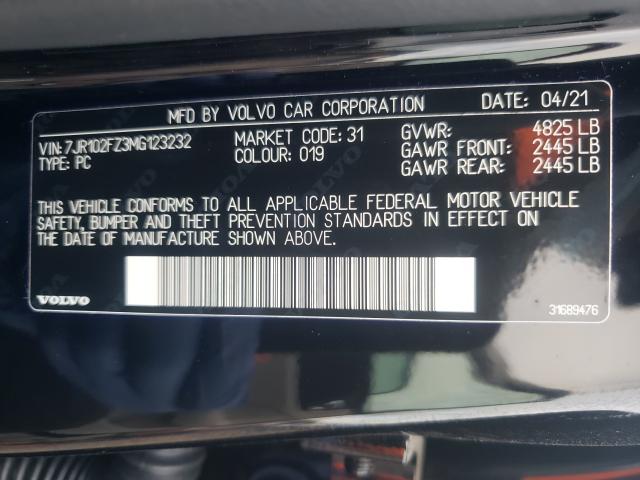 MFD BY VOLVO CAR CORPORATION DATE: 04/21
VIN: 7JR102FZ3MG123232 MARKET CODE: 31 GVWR: 4825 LB
TYPE: PC COLOUR: 019 GAWR FRONT: 2445 LB
GAWR REAR: 2445 LB
THIS VEHICLE CONFORMS TO ALL APPLICABLE FEDERAL MOTOR VEHICLE
SAFETY, BUMPER AND THEFT PREVENTION STANDARDS IN EFFECT ON
THE DATE OF MANUFACTURE SHOWN ABOVE.
VOLVO 31689476